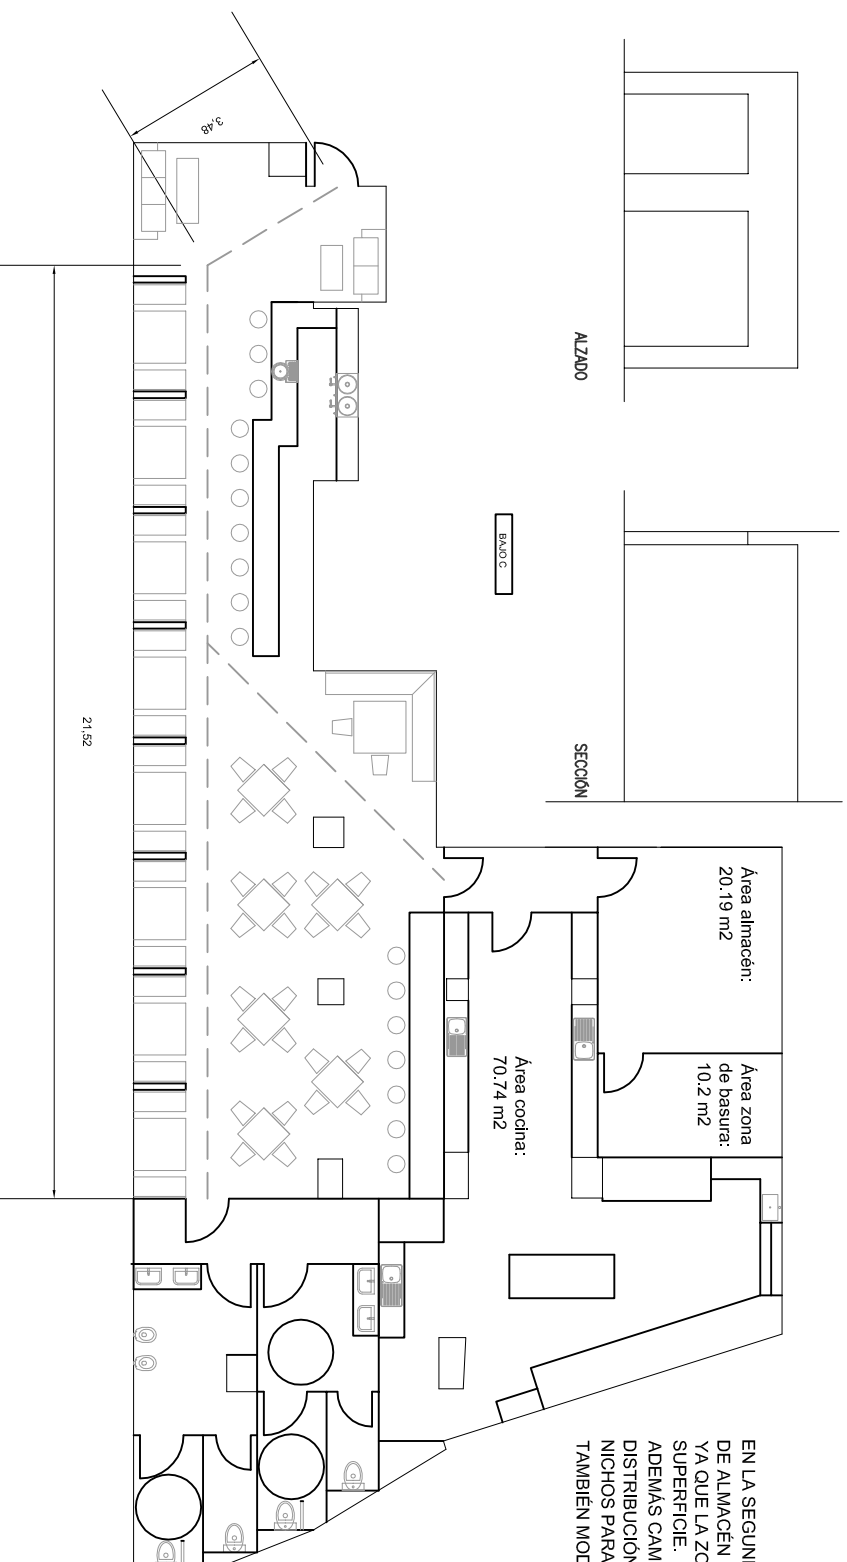 3,48
ALZADO
BAJO C
21,52
SECCIÓN
Área almacén:
20.19 m2
Área zona
de basura:
10.2 m2
Área cocina:
70.74 m2
EN LA SEGUN
DE ALMACÉN
YA QUE LA ZO
SUPERFICIE.
ADEMÁS CAM
DISTRIBUCIÓN
NICHOS PARA
TAMBIÉN MOD